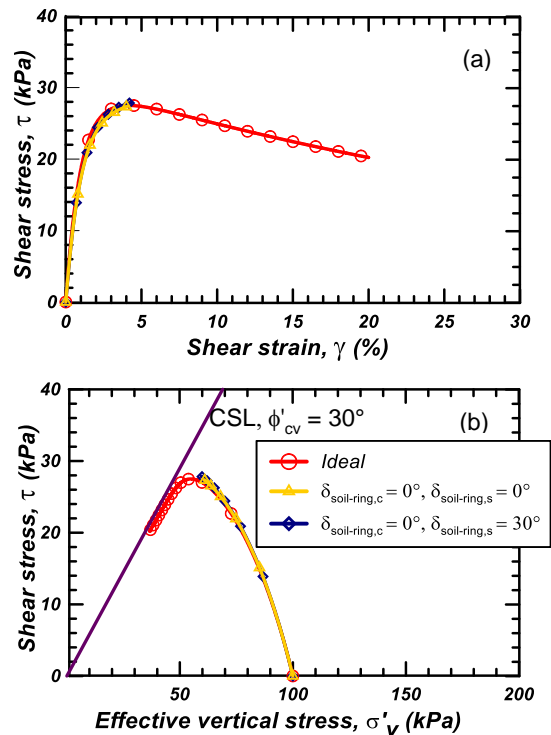 40
30
20
10
0
Shear stress, τ (kPa)
(a)
0 5 10 15 20 25 30
Shear strain, γ (%)
40
30
20
10
0
Shear stress, τ (kPa)
CSL, ϕ'cv = 30°
(b)
Ideal
δsoil-ring,c = 0°, δsoil-ring,s = 0°
δsoil-ring,c = 0°, δsoil-ring,s = 30°
50 100 150 200
Effective vertical stress, σ'v (kPa)